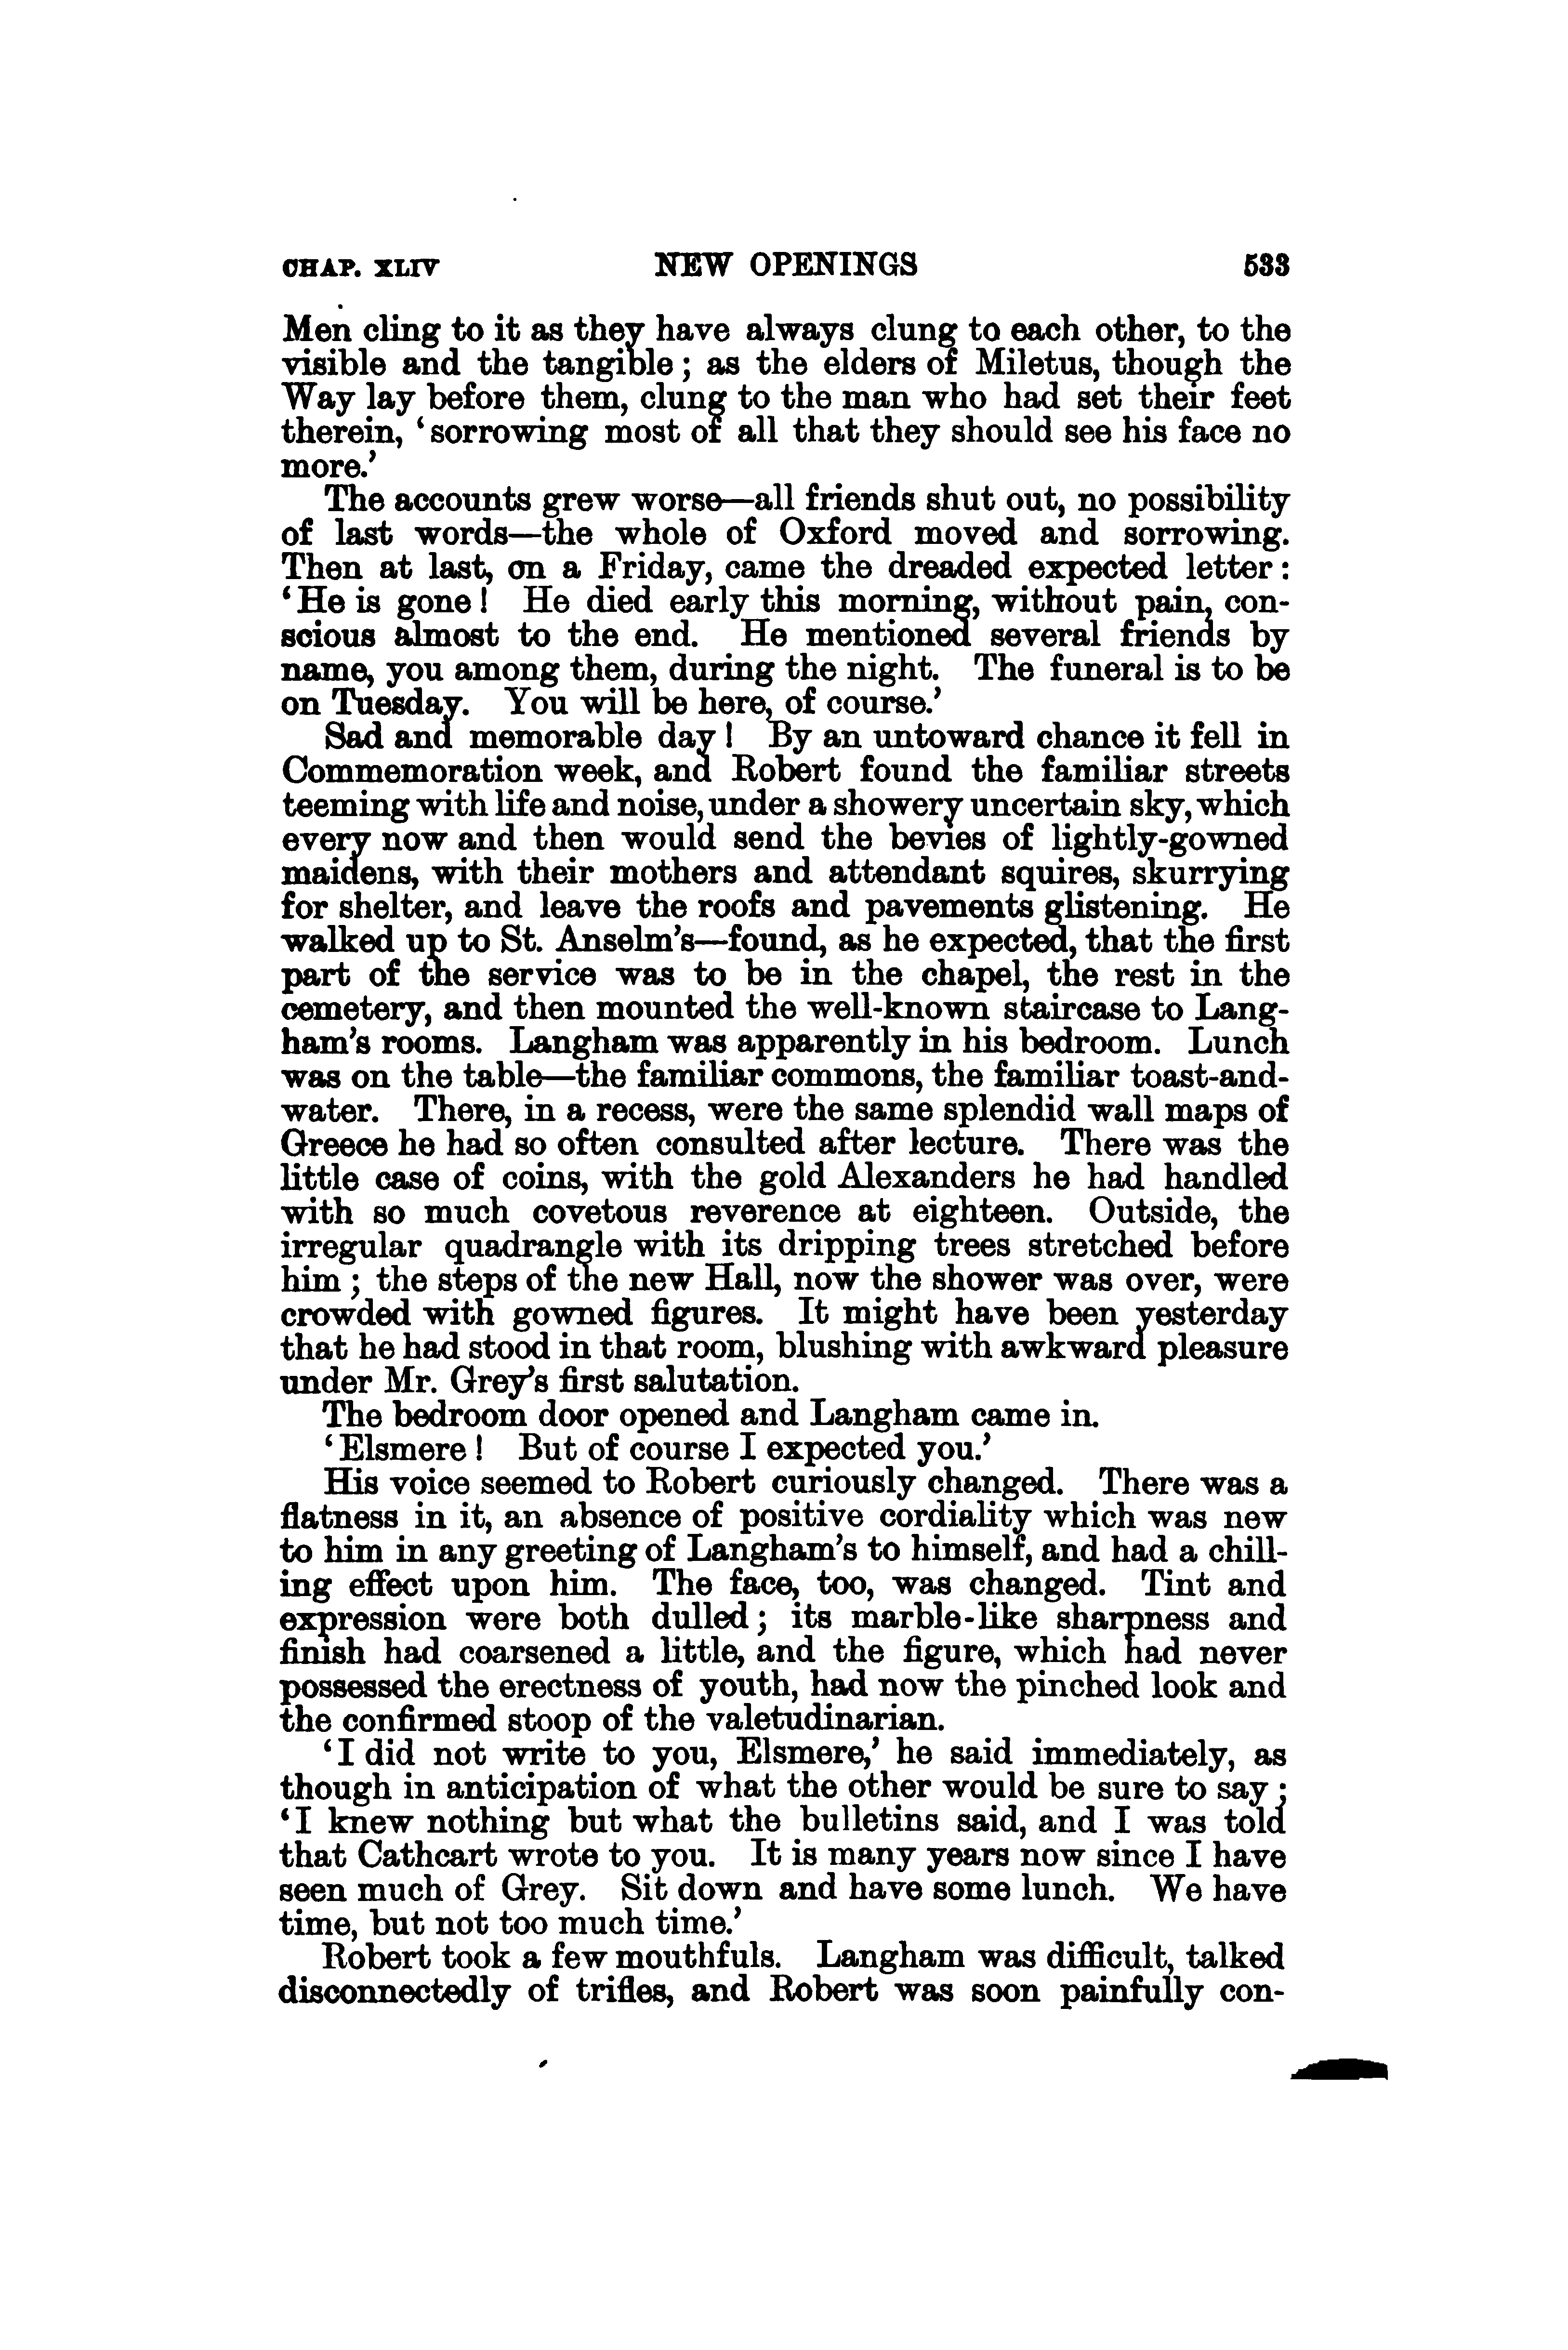 CHAP. XLIV NEW OPENINGS 533
Men cling to it as they have always clung to each other, to the
visible and the tangible; as the elders of Miletus, though the
Way lay before them, clung to the man who had set their feet
therein, ‘sorrowing most of all that they should see his face no
more.’
The accounts grew worse—all friends shut out, no possibility
of last words—the whole of Oxford moved and sorrowing.
Then at last, on a Friday, came the dreaded expected letter:
‘He is gone! He died early this morning, without pain, con-
scious almost to the end. He mentioned several friends by
name, you among them, during the night. The funeral is to be
on Tuesday. You will be here, of course.’
Sad and memorable day! By an untoward chance it fell in
Commemoration week, and Robert found the familiar streets
teeming with life and noise, under a showery uncertain sky, which
every now and then would send the bevies of lightly-gowned
maidens, with their mothers and attendant squires, skurrying
for shelter, and leave the roofs and pavements glistening. He
walked up to St. Anselm’s—found, as he expected, that the first
part of the service was to be in the chapel, the rest in the
cemetery, and then mounted the well-known staircase to Lang-
ham’s rooms. Langham was apparently in his bedroom. Lunch
was on the table—the familiar commons, the familiar toast-and-
water. There, in a recess, were the same splendid wall maps of
Greece he had so often consulted after lecture. There was the
little case of coins, with the gold Alexanders he had handled
with so much covetous reverence at eighteen. Outside, the
irregular quadrangle with its dripping trees stretched before
him; the steps of the new Hall, now the shower was over, were
crowded with gowned figures. It might have been yesterday
that he had stood in that room, blushing with awkward pleasure
under Mr. Grey’s first salutation.
The bedroom door opened and Langham came in.
‘Elsmere! But of course I expected you.’
His voice seemed to Robert curiously changed. There was a
flatness in it, an absence of positive cordiality which was new
to him in any greeting of Langham’s to himself, and had a chill-
ing effect upon him. The face, too, was changed. Tint and
expression were both dulled; its marble-like sharpness and
finish had coarsened a little, and the figure, which had never
possessed the erectness of youth, had now the pinched look and
the confirmed stoop of the valetudinarian.
‘I did not write to you, Elsmere,’ he said immediately, as
though in anticipation of what the other would be sure to say;
‘I knew nothing but what the bulletins said, and I was told
that Cathcart wrote to you. It is many years now since I have
seen much of Grey. Sit down and have some lunch. We have
time, but not too much time.’
Robert took a few mouthfuls. Langham was difficult, talked
disconnectedly of trifles, and Robert was soon painfully con-